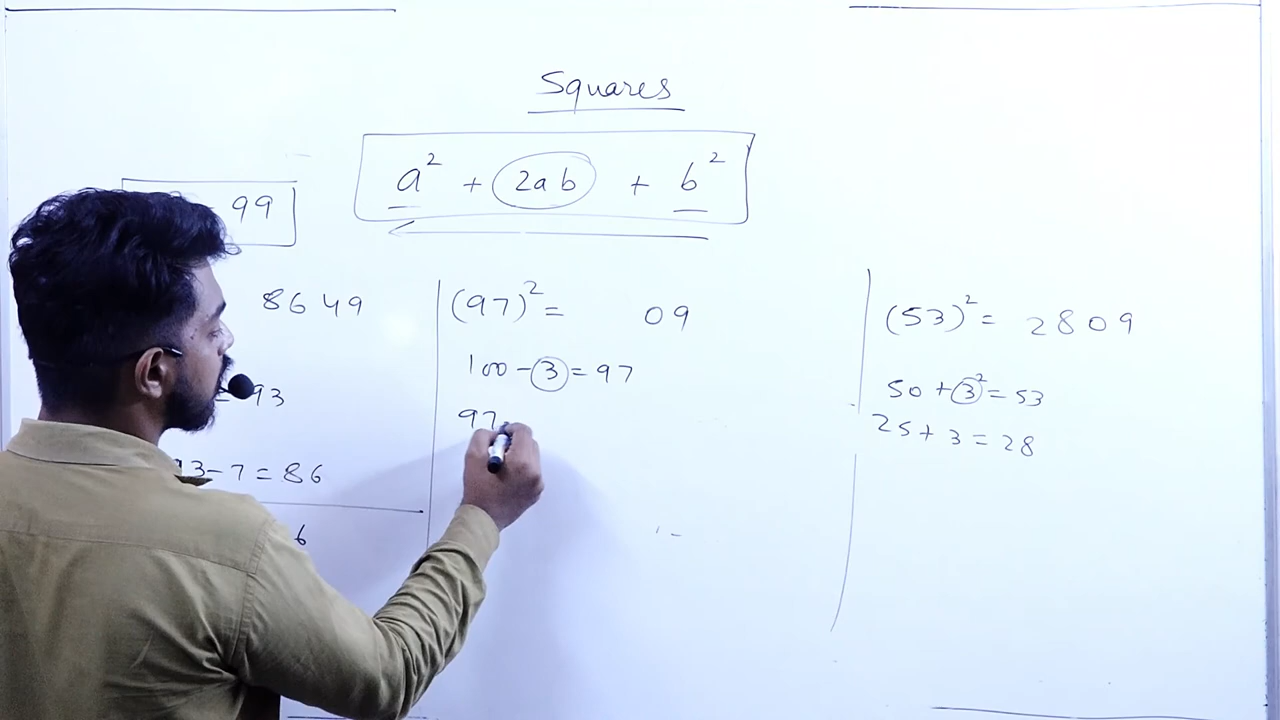 Squares
a² + 2ab + b²
99
8649
= 93
93 - 7 = 86
6
(97)² = 09
100 - 3 = 97
97
(53)² = 2809
50 + 3² = 53
25 + 3 = 28